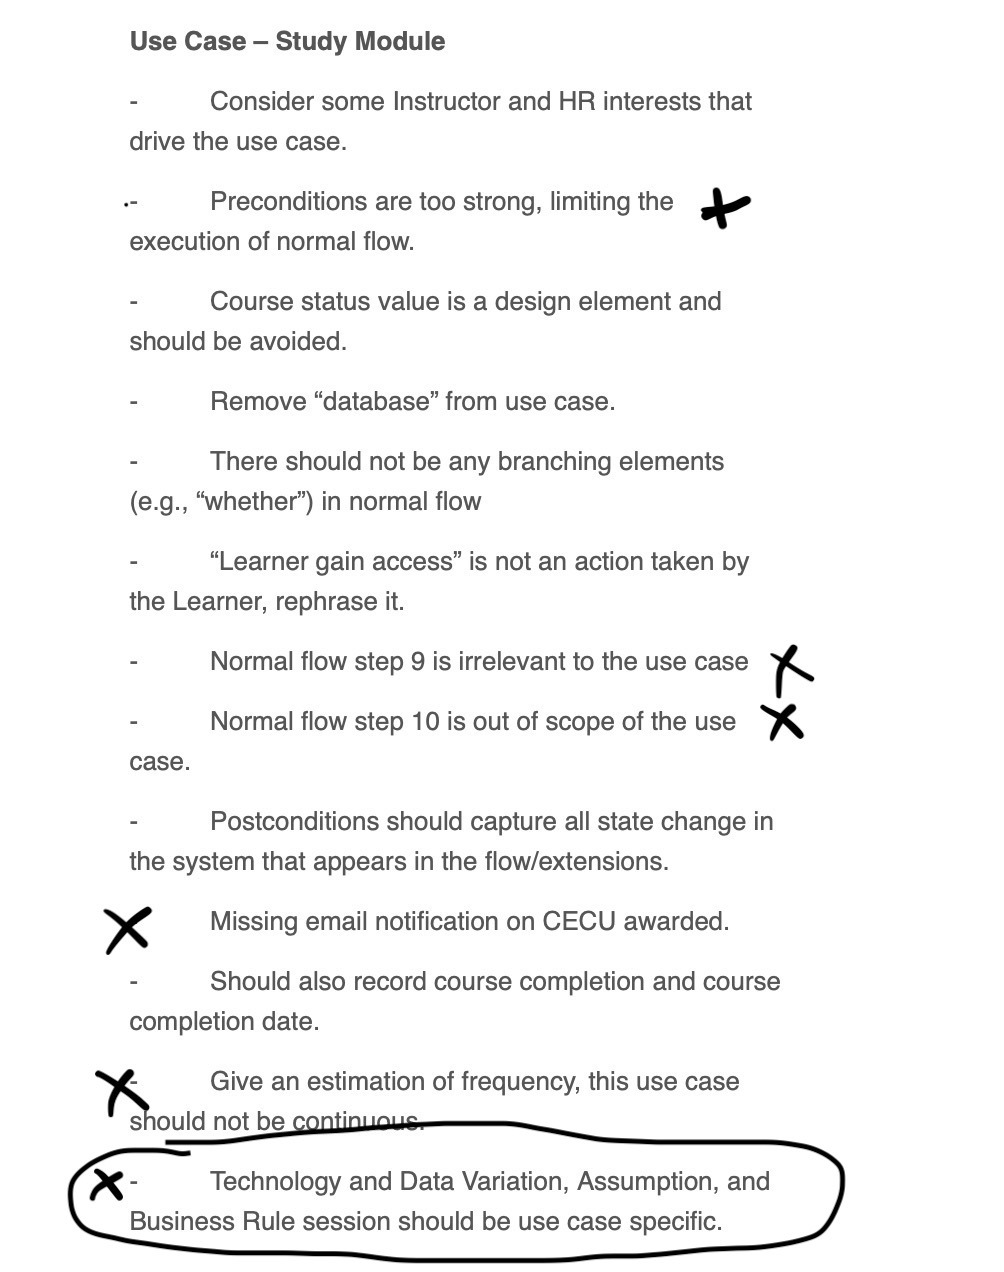 Use Case – Study Module
- Consider some Instructor and HR interests that
drive the use case.
- Preconditions are too strong, limiting the
execution of normal flow.
- Course status value is a design element and
should be avoided.
- Remove “database” from use case.
- There should not be any branching elements
(e.g., “whether”) in normal flow
- “Learner gain access” is not an action taken by
the Learner, rephrase it.
- Normal flow step 9 is irrelevant to the use case
- Normal flow step 10 is out of scope of the use
case.
- Postconditions should capture all state change in
the system that appears in the flow/extensions.
Missing email notification on CECU awarded.
- Should also record course completion and course
completion date.
- Give an estimation of frequency, this use case
should not be continuous.
- Technology and Data Variation, Assumption, and
Business Rule session should be use case specific.